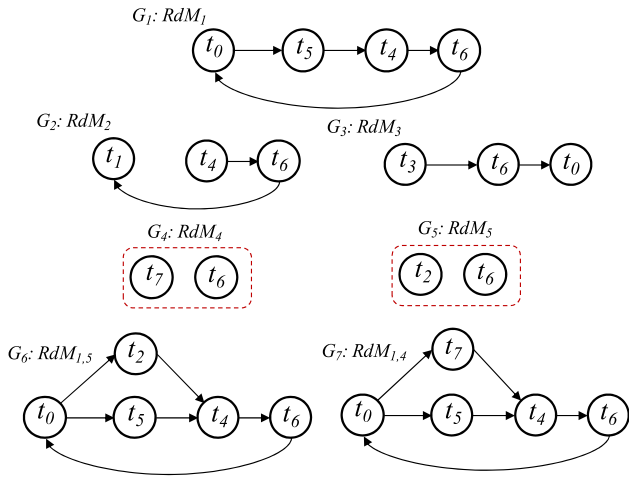 G₁: RdM₁
t₀ t₅ t₄ t₆
G₂: RdM₂
G₃: RdM₃
t₁ t₄ t₆
t₃ t₆ t₀
G₄: RdM₄
G₅: RdM₅
t₇ t₆
t₂ t₆
G₆: RdM₁,₅
t₂
t₀ t₅ t₄ t₆
G₇: RdM₁,₄
t₇
t₀ t₅ t₄ t₆